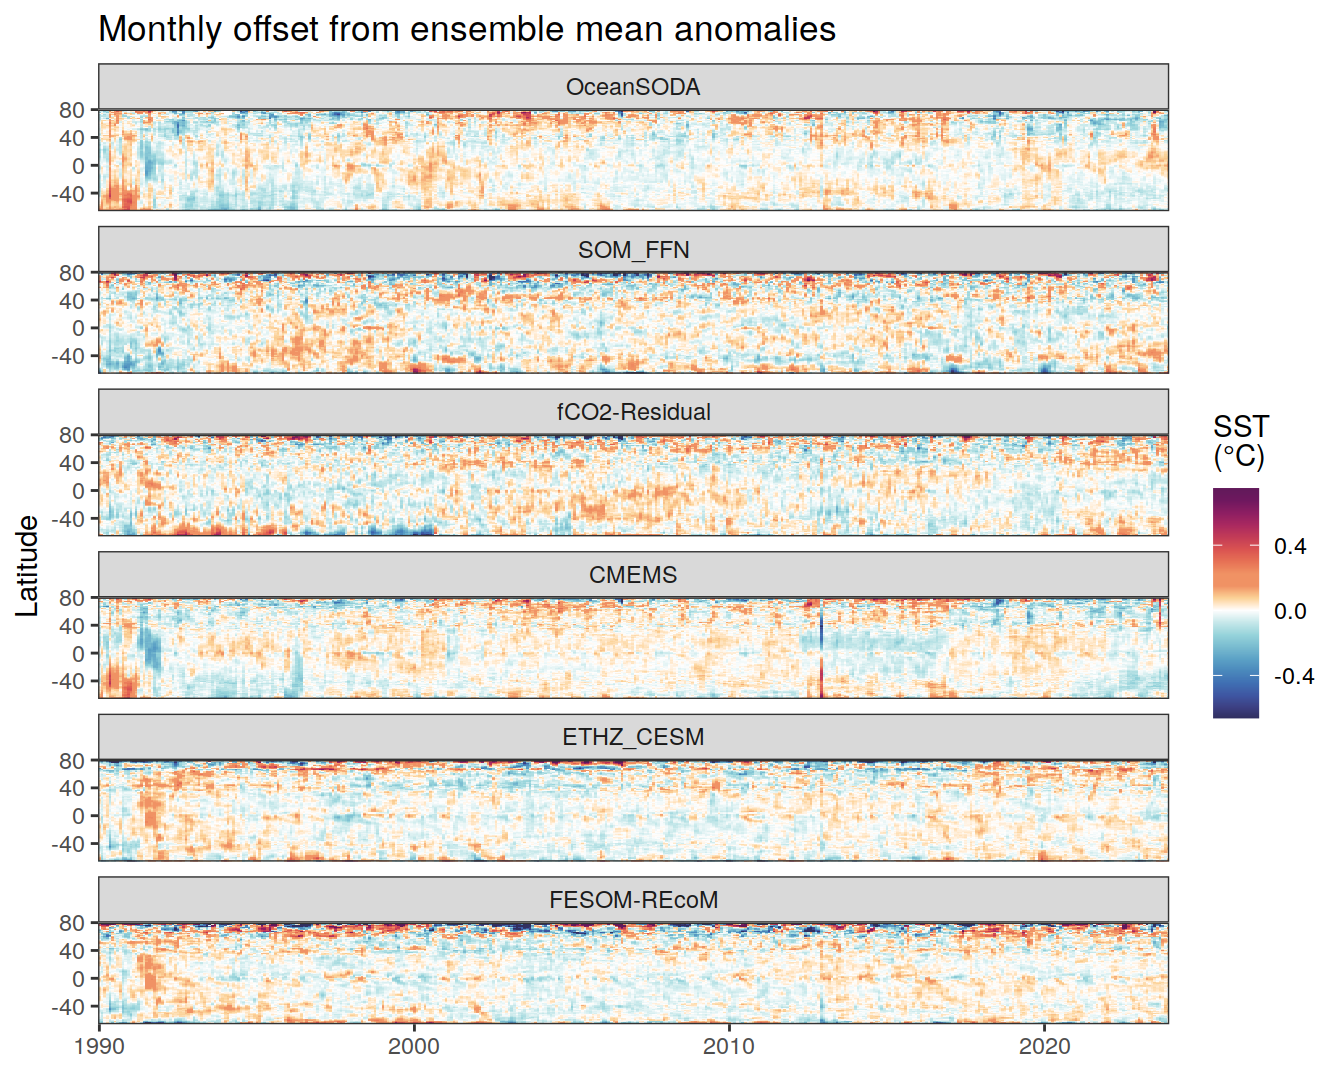 Monthly offset from ensemble mean anomalies
OceanSODA
80
40
0
-40
SOM_FFN
80
40
0
-40
fCO2-Residual
80
40
0
-40
CMEMS
80
40
0
-40
ETHZ_CESM
80
40
0
-40
FESOM-REcoM
80
40
0
-40
1990 2000 2010 2020
Latitude
SST
(°C)
0.4
0.0
-0.4